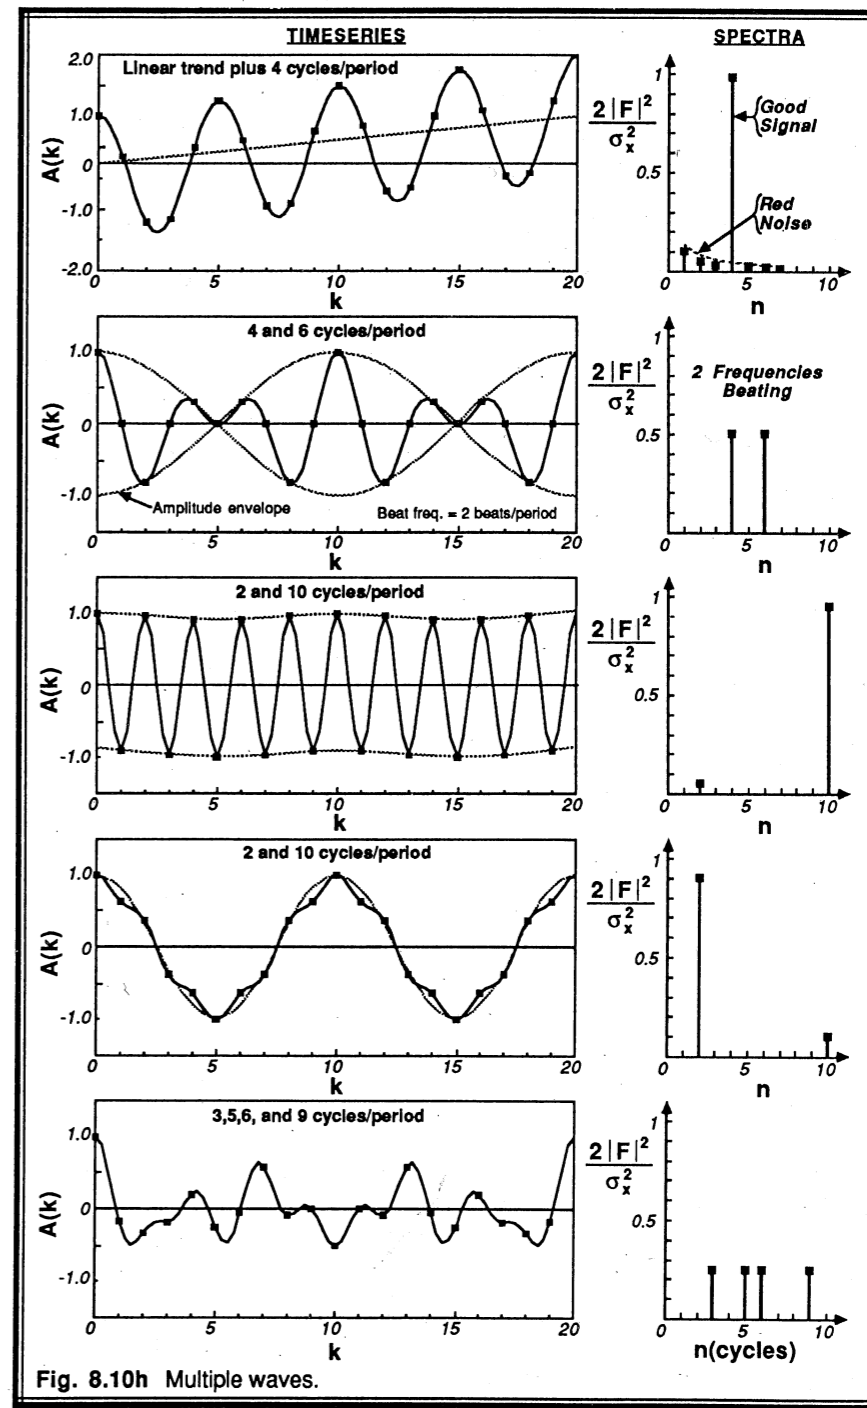 TIMESERIES
SPECTRA
Linear trend plus 4 cycles/period
2.0
1.0
0
-1.0
-2.0
A(k)
0 5 10 15 20
k
2|F|²
σₓ²
1
0.5
Good
Signal
Red
Noise
0 5 10
n
4 and 6 cycles/period
1.0
0
-1.0
A(k)
Amplitude envelope
Beat freq. = 2 beats/period
0 5 10 15 20
k
2|F|²
σₓ²
1
0.5
2 Frequencies
Beating
0 5 10
n
2 and 10 cycles/period
1.0
0
-1.0
A(k)
0 5 10 15 20
k
2|F|²
σₓ²
1
0.5
0 5 10
n
2 and 10 cycles/period
1.0
0
-1.0
A(k)
0 5 10 15 20
k
2|F|²
σₓ²
1
0.5
0 5 10
n
3,5,6, and 9 cycles/period
1.0
0
-1.0
A(k)
0 5 10 15 20
k
2|F|²
σₓ²
1
0.5
0 5 10
n(cycles)
Fig. 8.10h Multiple waves.